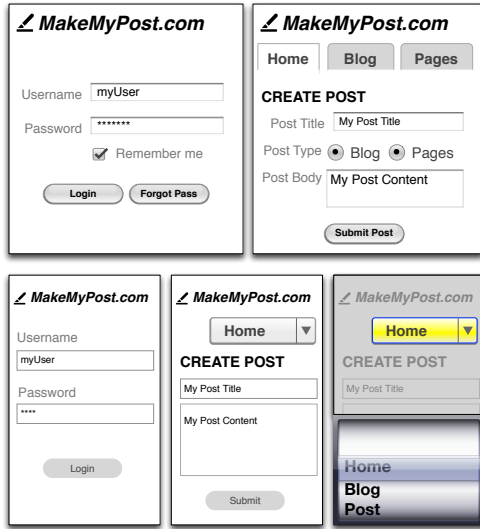 MakeMyPost.com
Username myUser
Password *******
Remember me
Login Forgot Pass
MakeMyPost.com
Home Blog Pages
CREATE POST
Post Title My Post Title
Post Type Blog Pages
Post Body My Post Content
Submit Post
MakeMyPost.com
Username
myUser
Password
****
Login
MakeMyPost.com
Home
CREATE POST
My Post Title
My Post Content
Submit
MakeMyPost.com
Home
CREATE POST
My Post Title
Home
Blog
Post